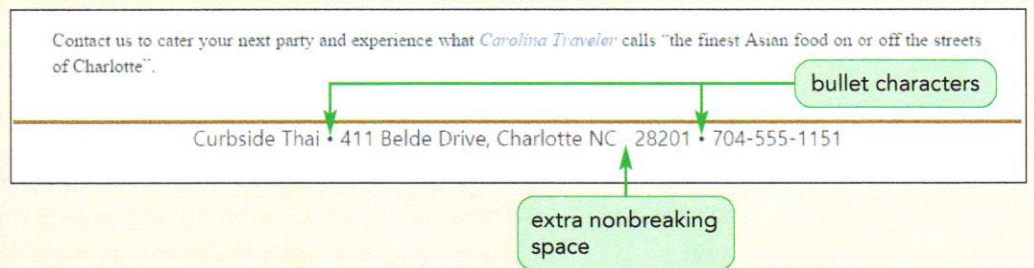 Contact us to cater your next party and experience what Carolina Traveler calls "the finest Asian food on or off the streets
of Charlotte".
bullet characters
Curbside Thai • 411 Belde Drive, Charlotte NC  28201 • 704-555-1151
extra nonbreaking
space